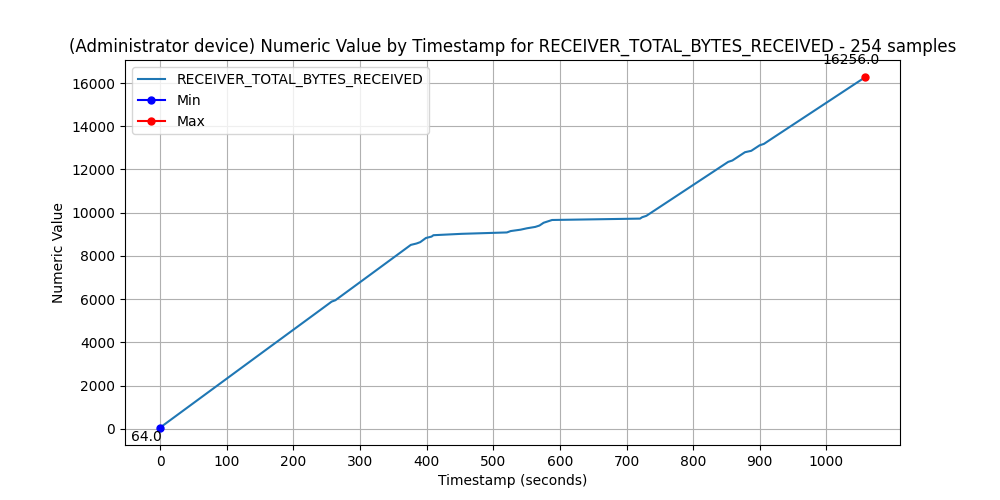 (Administrator device) Numeric Value by Timestamp for RECEIVER_TOTAL_BYTES_RECEIVED - 254 samples
16256.0
RECEIVER_TOTAL_BYTES_RECEIVED
Min
Max
16000
14000
12000
10000
8000
6000
4000
2000
0
Numeric Value
64.0
0 100 200 300 400 500 600 700 800 900 1000
Timestamp (seconds)